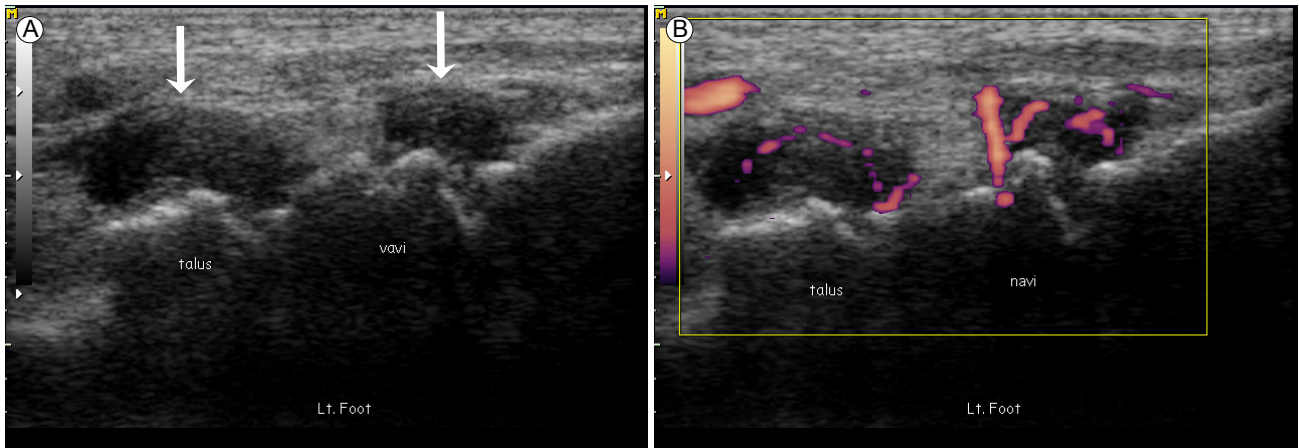 M
A
talus
vavi
Lt. Foot
M
B
talus
navi
Lt. Foot